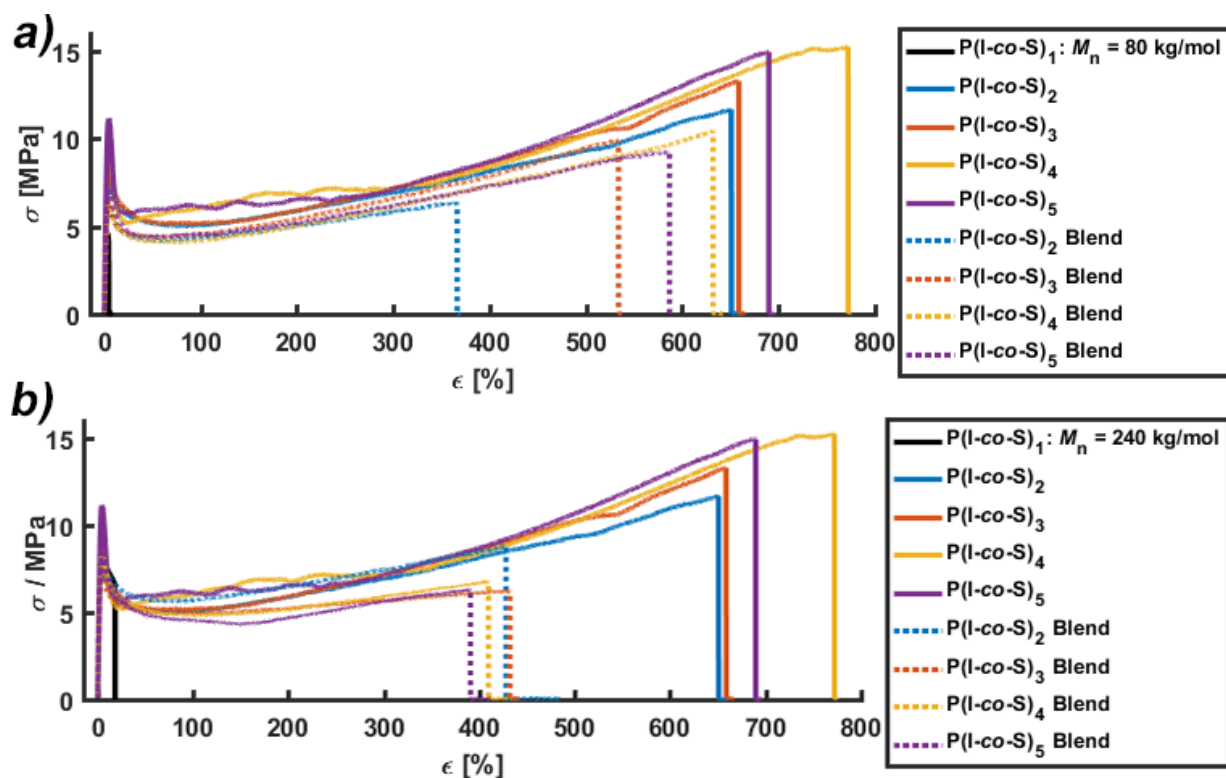 a)
σ [MPa]
15
10
5
0
0 100 200 300 400 500 600 700 800
ϵ [%]
P(I-co-S)1: Mn = 80 kg/mol
P(I-co-S)2
P(I-co-S)3
P(I-co-S)4
P(I-co-S)5
P(I-co-S)2 Blend
P(I-co-S)3 Blend
P(I-co-S)4 Blend
P(I-co-S)5 Blend
b)
σ / MPa
15
10
5
0
0 100 200 300 400 500 600 700 800
ϵ [%]
P(I-co-S)1: Mn = 240 kg/mol
P(I-co-S)2
P(I-co-S)3
P(I-co-S)4
P(I-co-S)5
P(I-co-S)2 Blend
P(I-co-S)3 Blend
P(I-co-S)4 Blend
P(I-co-S)5 Blend